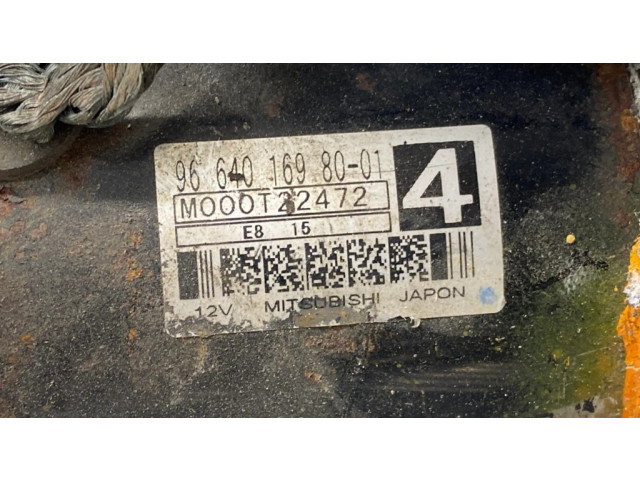 96 640 169 80-01
4
M000T22472
E8 15
12V MITSUBISHI JAPON